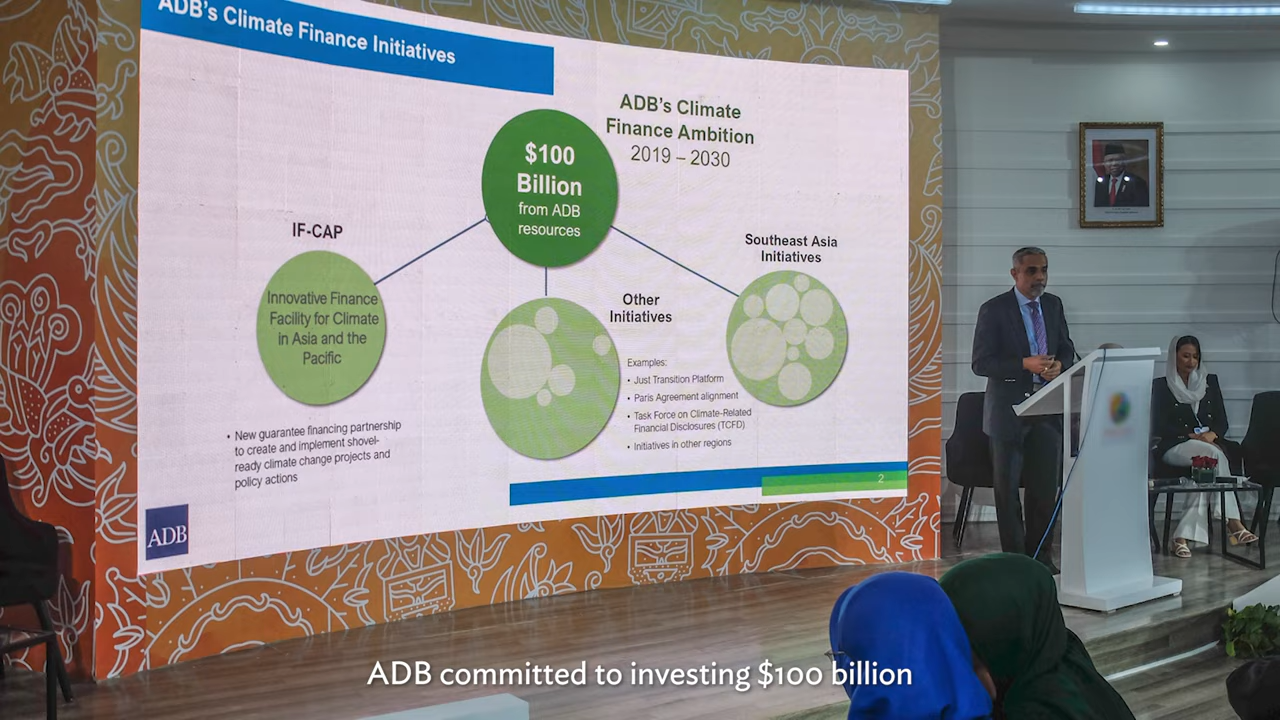 ADB's Climate Finance Initiatives
ADB's Climate
Finance Ambition
2019 – 2030
$100
Billion
from ADB
resources
IF-CAP
Innovative Finance
Facility for Climate
in Asia and the
Pacific
• New guarantee financing partnership
to create and implement shovel-
ready climate change projects and
policy actions
Other
Initiatives
Examples:
• Just Transition Platform
• Paris Agreement alignment
• Task Force on Climate-Related
Financial Disclosures (TCFD)
• Initiatives in other regions
Southeast Asia
Initiatives
2
ADB
ADB committed to investing $100 billion